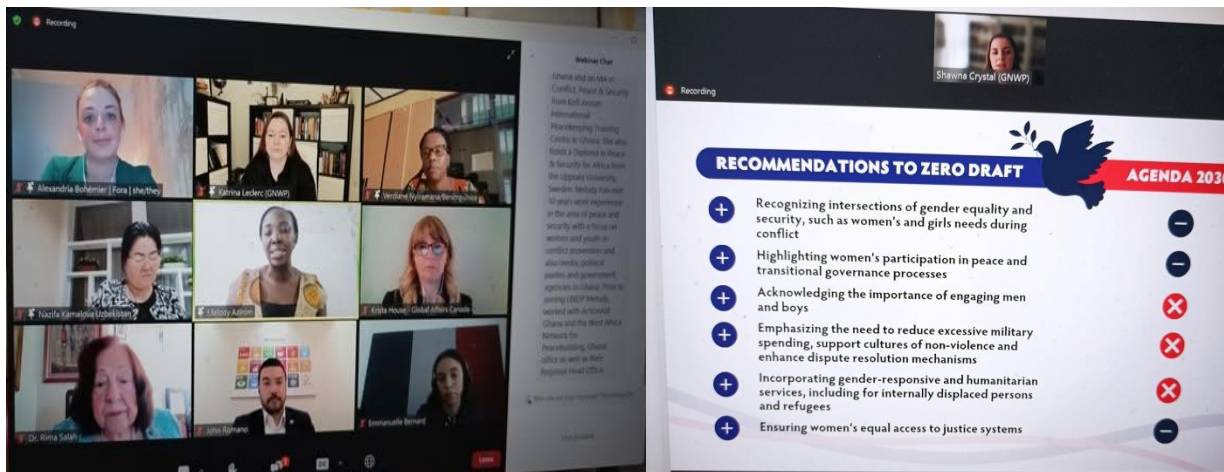 Recording
Webinar Chat
Ghana and an MA in
Conflict, Peace & Security
from Kofi Annan
International
Peacekeeping Training
Centre in Ghana. She also
holds a Diploma in Peace
& Security for Africa from
the Uppsala University,
Sweden. Melody has over
10 years work experience
in the area of peace and
security with a focus on
women and youth in
conflict prevention and
also media, political
parties and government
agencies in Ghana. Prior to
joining UNDP Melody
worked with ActionAid
Ghana and the West Africa
Network for
Peacebuilding, Ghana
office as well as their
Regional Head Office.
Alexandria Bohémier | Fora | she/they
Katrina Leclerc (GNWP)
Verdiane Nyiramana/Benimpuhwe
Nazifa Kamalova Uzbekistan
Melody Azinim
Krista House - Global Affairs Canada
Dr. Rima Salah
John Romano
Emmanuelle Bernard
Leave
Shawna Crystal (GNWP)
Recording
RECOMMENDATIONS TO ZERO DRAFT
AGENDA 2030
Recognizing intersections of gender equality and
security, such as women's and girls needs during
conflict
Highlighting women's participation in peace and
transitional governance processes
Acknowledging the importance of engaging men
and boys
Emphasizing the need to reduce excessive military
spending, support cultures of non-violence and
enhance dispute resolution mechanisms
Incorporating gender-responsive and humanitarian
services, including for internally displaced persons
and refugees
Ensuring women's equal access to justice systems